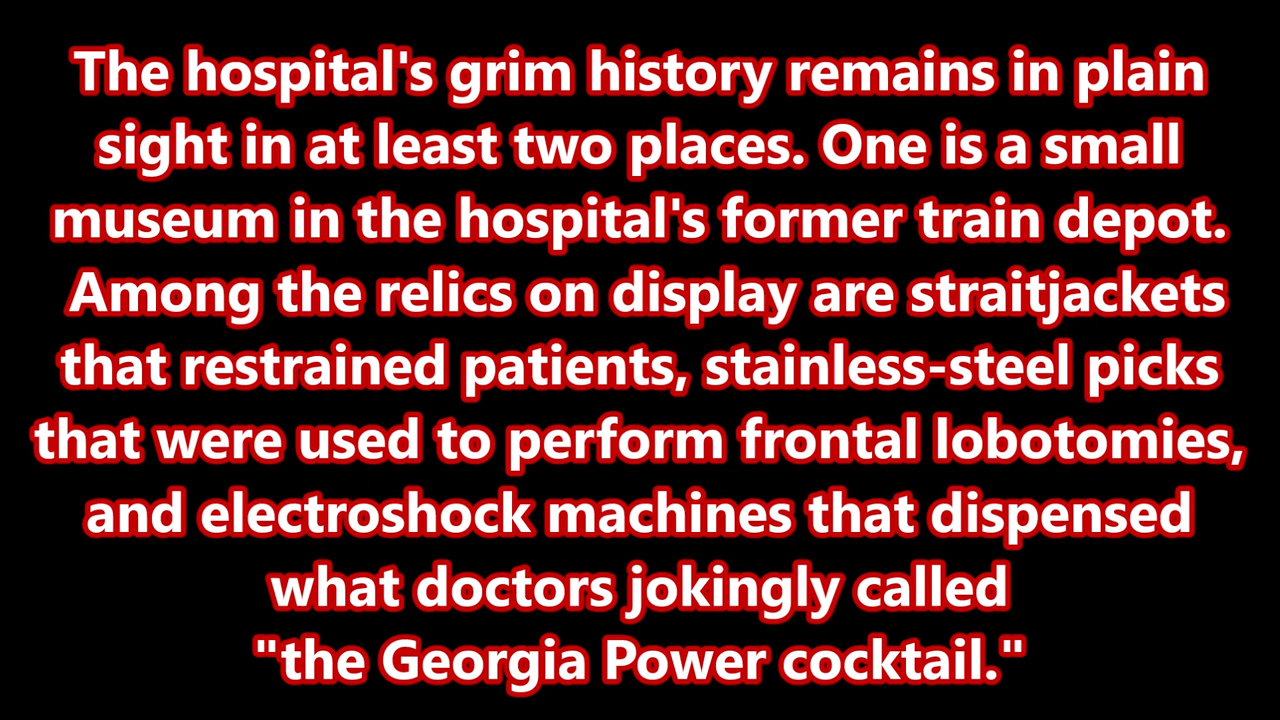 The hospital's grim history remains in plain
sight in at least two places. One is a small
museum in the hospital's former train depot.
Among the relics on display are straitjackets
that restrained patients, stainless-steel picks
that were used to perform frontal lobotomies,
and electroshock machines that dispensed
what doctors jokingly called
"the Georgia Power cocktail."